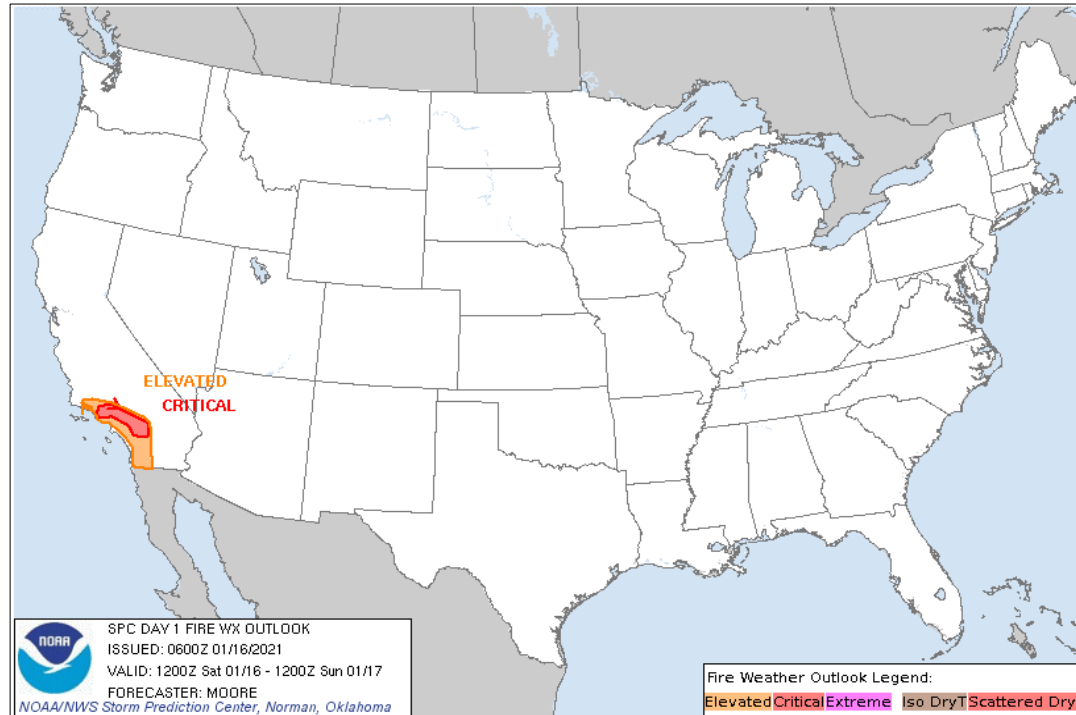 ELEVATED
CRITICAL
NOAA
SPC DAY 1 FIRE WX OUTLOOK
ISSUED: 0600Z 01/16/2021
VALID: 1200Z Sat 01/16 - 1200Z Sun 01/17
FORECASTER: MOORE
NOAA/NWS Storm Prediction Center, Norman, Oklahoma
Fire Weather Outlook Legend:
Elevated Critical Extreme Iso DryT Scattered Dry